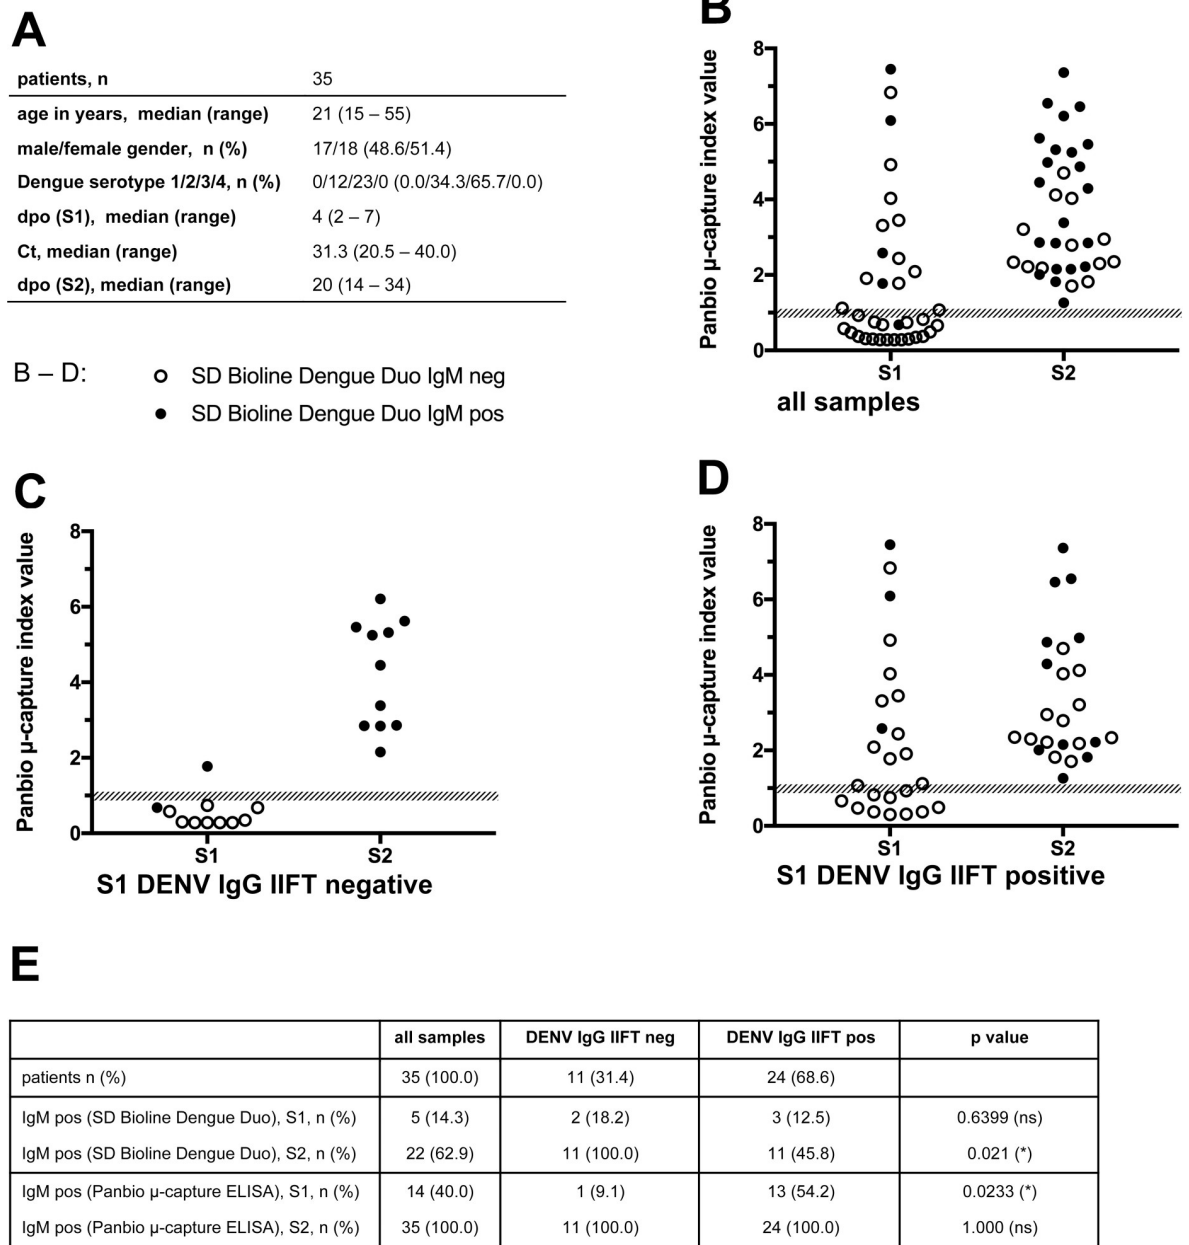 A
patients, n 35
age in years, median (range) 21 (15 – 55)
male/female gender, n (%) 17/18 (48.6/51.4)
Dengue serotype 1/2/3/4, n (%) 0/12/23/0 (0.0/34.3/65.7/0.0)
dpo (S1), median (range) 4 (2 – 7)
Ct, median (range) 31.3 (20.5 – 40.0)
dpo (S2), median (range) 20 (14 – 34)
B – D:
SD Bioline Dengue Duo IgM neg
SD Bioline Dengue Duo IgM pos
B
Panbio µ-capture index value
8
6
4
2
0
S1 S2
all samples
C
Panbio µ-capture index value
8
6
4
2
0
S1 S2
S1 DENV IgG IIFT negative
D
Panbio µ-capture index value
8
6
4
2
0
S1 S2
S1 DENV IgG IIFT positive
E
all samples DENV IgG IIFT neg DENV IgG IIFT pos p value
patients n (%) 35 (100.0) 11 (31.4) 24 (68.6)
IgM pos (SD Bioline Dengue Duo), S1, n (%) 5 (14.3) 2 (18.2) 3 (12.5) 0.6399 (ns)
IgM pos (SD Bioline Dengue Duo), S2, n (%) 22 (62.9) 11 (100.0) 11 (45.8) 0.021 (*)
IgM pos (Panbio µ-capture ELISA), S1, n (%) 14 (40.0) 1 (9.1) 13 (54.2) 0.0233 (*)
IgM pos (Panbio µ-capture ELISA), S2, n (%) 35 (100.0) 11 (100.0) 24 (100.0) 1.000 (ns)